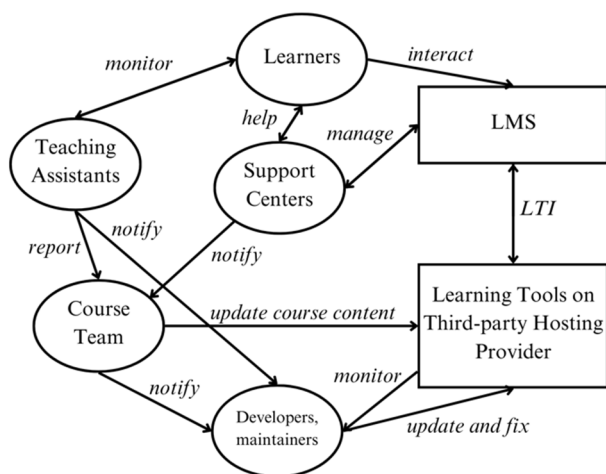 Learners
interact
monitor
help
manage
LMS
Teaching
Assistants
Support
Centers
LTI
notify
notify
report
Course
Team
update course content
Learning Tools on
Third-party Hosting
Provider
monitor
notify
Developers,
maintainers
update and fix